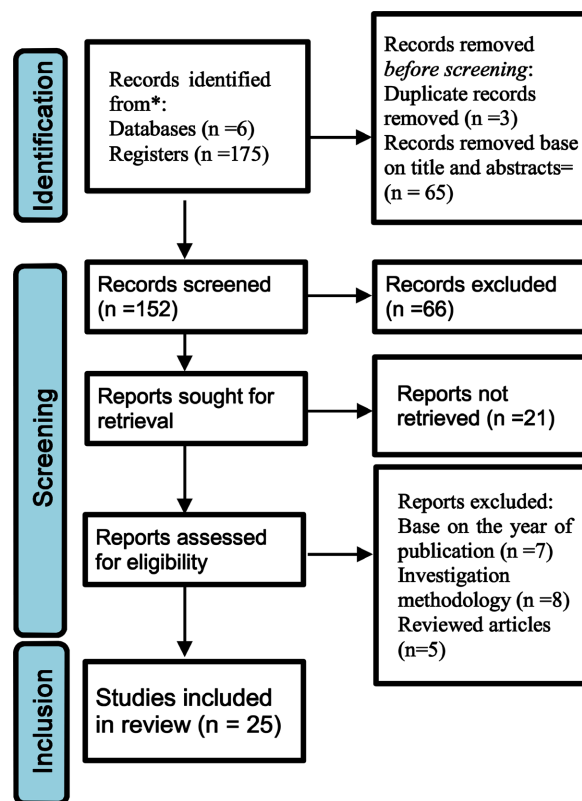 Identification
Records identified
from*:
Databases (n =6)
Registers (n =175)
Records removed
before screening:
Duplicate records
removed (n =3)
Records removed base
on title and abstracts=
(n = 65)
Screening
Records screened
(n =152)
Records excluded
(n =66)
Reports sought for
retrieval
Reports not
retrieved (n =21)
Reports assessed
for eligibility
Reports excluded:
Base on the year of
publication (n =7)
Investigation
methodology (n =8)
Reviewed articles
(n=5)
Inclusion
Studies included
in review (n = 25)